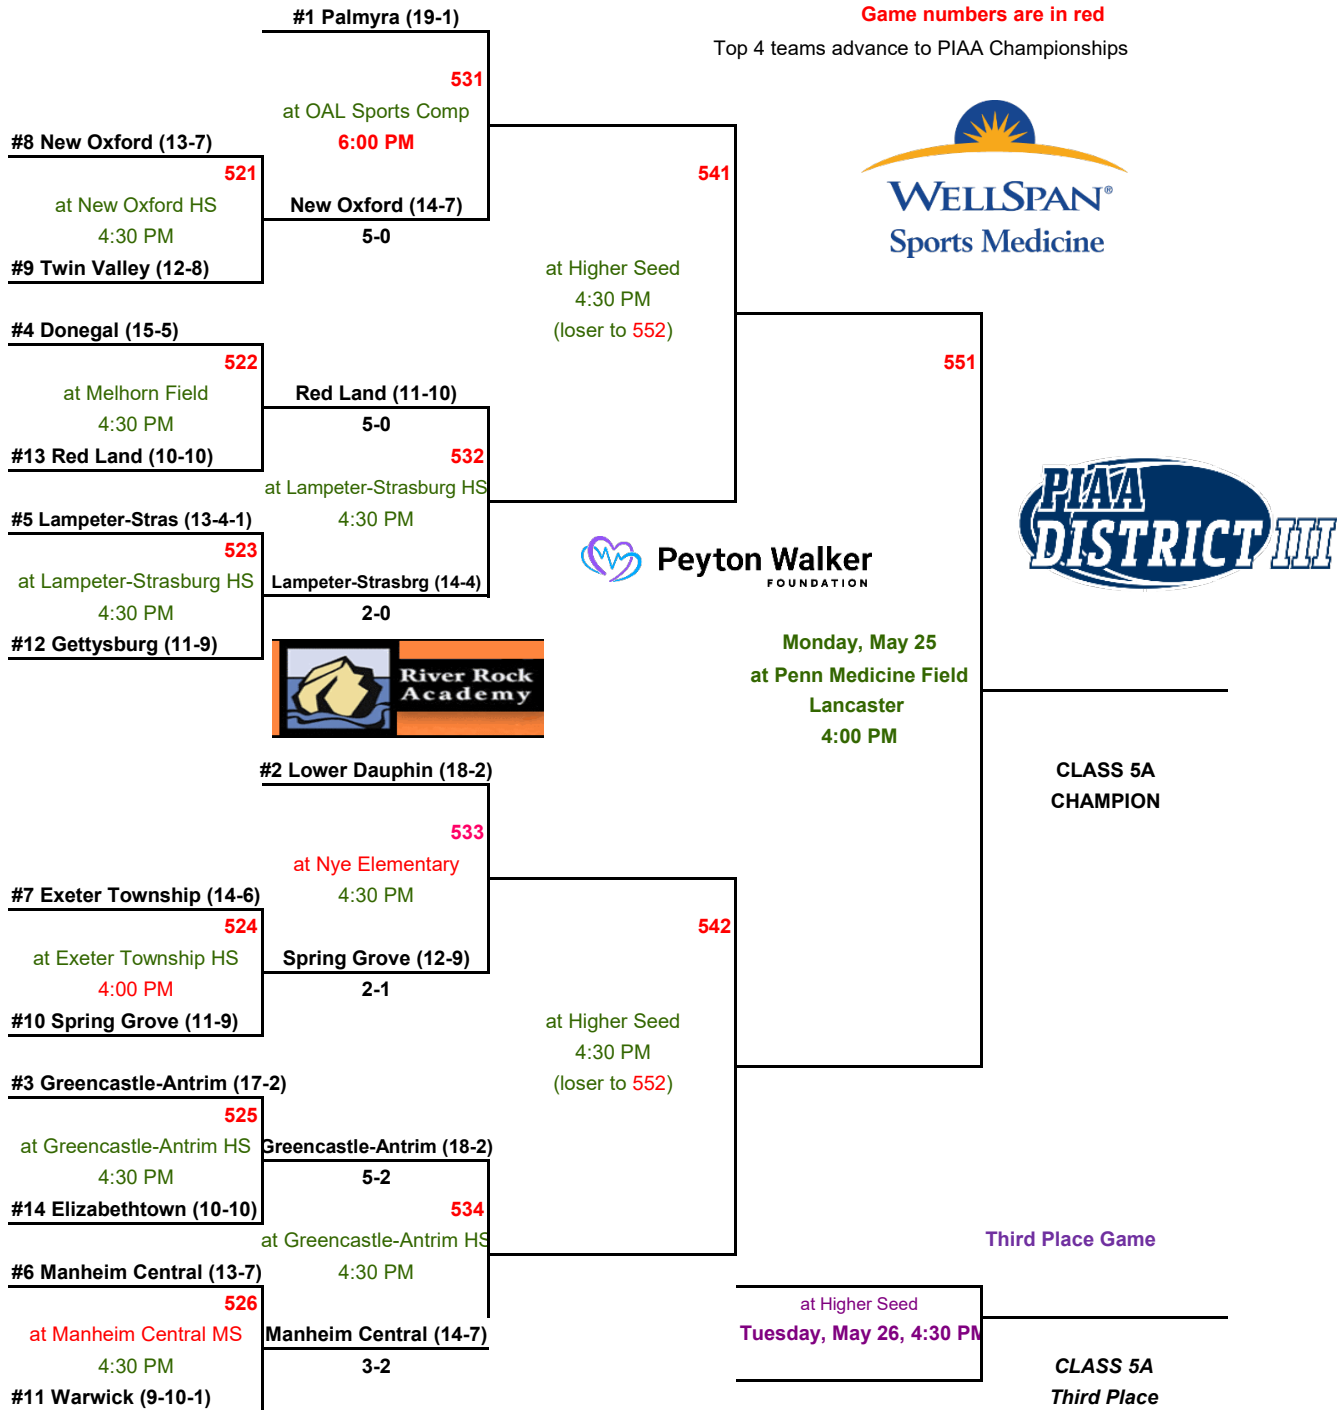 #1 Palmyra (19-1)
Game numbers are in red
Top 4 teams advance to PIAA Championships
531
at OAL Sports Comp
6:00 PM
#8 New Oxford (13-7)
521
at New Oxford HS
4:30 PM
#9 Twin Valley (12-8)
New Oxford (14-7)
5-0
541
at Higher Seed
4:30 PM
(loser to 552)
WELLSPAN®
Sports Medicine
#4 Donegal (15-5)
522
at Melhorn Field
4:30 PM
#13 Red Land (10-10)
Red Land (11-10)
5-0
532
at Lampeter-Strasburg HS
4:30 PM
#5 Lampeter-Stras (13-4-1)
523
at Lampeter-Strasburg HS
4:30 PM
#12 Gettysburg (11-9)
Lampeter-Strasbrg (14-4)
2-0
551
PIAA
DISTRICT III
Peyton Walker
FOUNDATION
River Rock
Academy
Monday, May 25
at Penn Medicine Field
Lancaster
4:00 PM
CLASS 5A
CHAMPION
#2 Lower Dauphin (18-2)
533
at Nye Elementary
4:30 PM
#7 Exeter Township (14-6)
524
at Exeter Township HS
4:00 PM
#10 Spring Grove (11-9)
Spring Grove (12-9)
2-1
542
at Higher Seed
4:30 PM
(loser to 552)
#3 Greencastle-Antrim (17-2)
525
at Greencastle-Antrim HS
4:30 PM
#14 Elizabethtown (10-10)
Greencastle-Antrim (18-2)
5-2
534
at Greencastle-Antrim HS
4:30 PM
#6 Manheim Central (13-7)
526
at Manheim Central MS
4:30 PM
#11 Warwick (9-10-1)
Manheim Central (14-7)
3-2
Third Place Game
at Higher Seed
Tuesday, May 26, 4:30 PM
CLASS 5A
Third Place